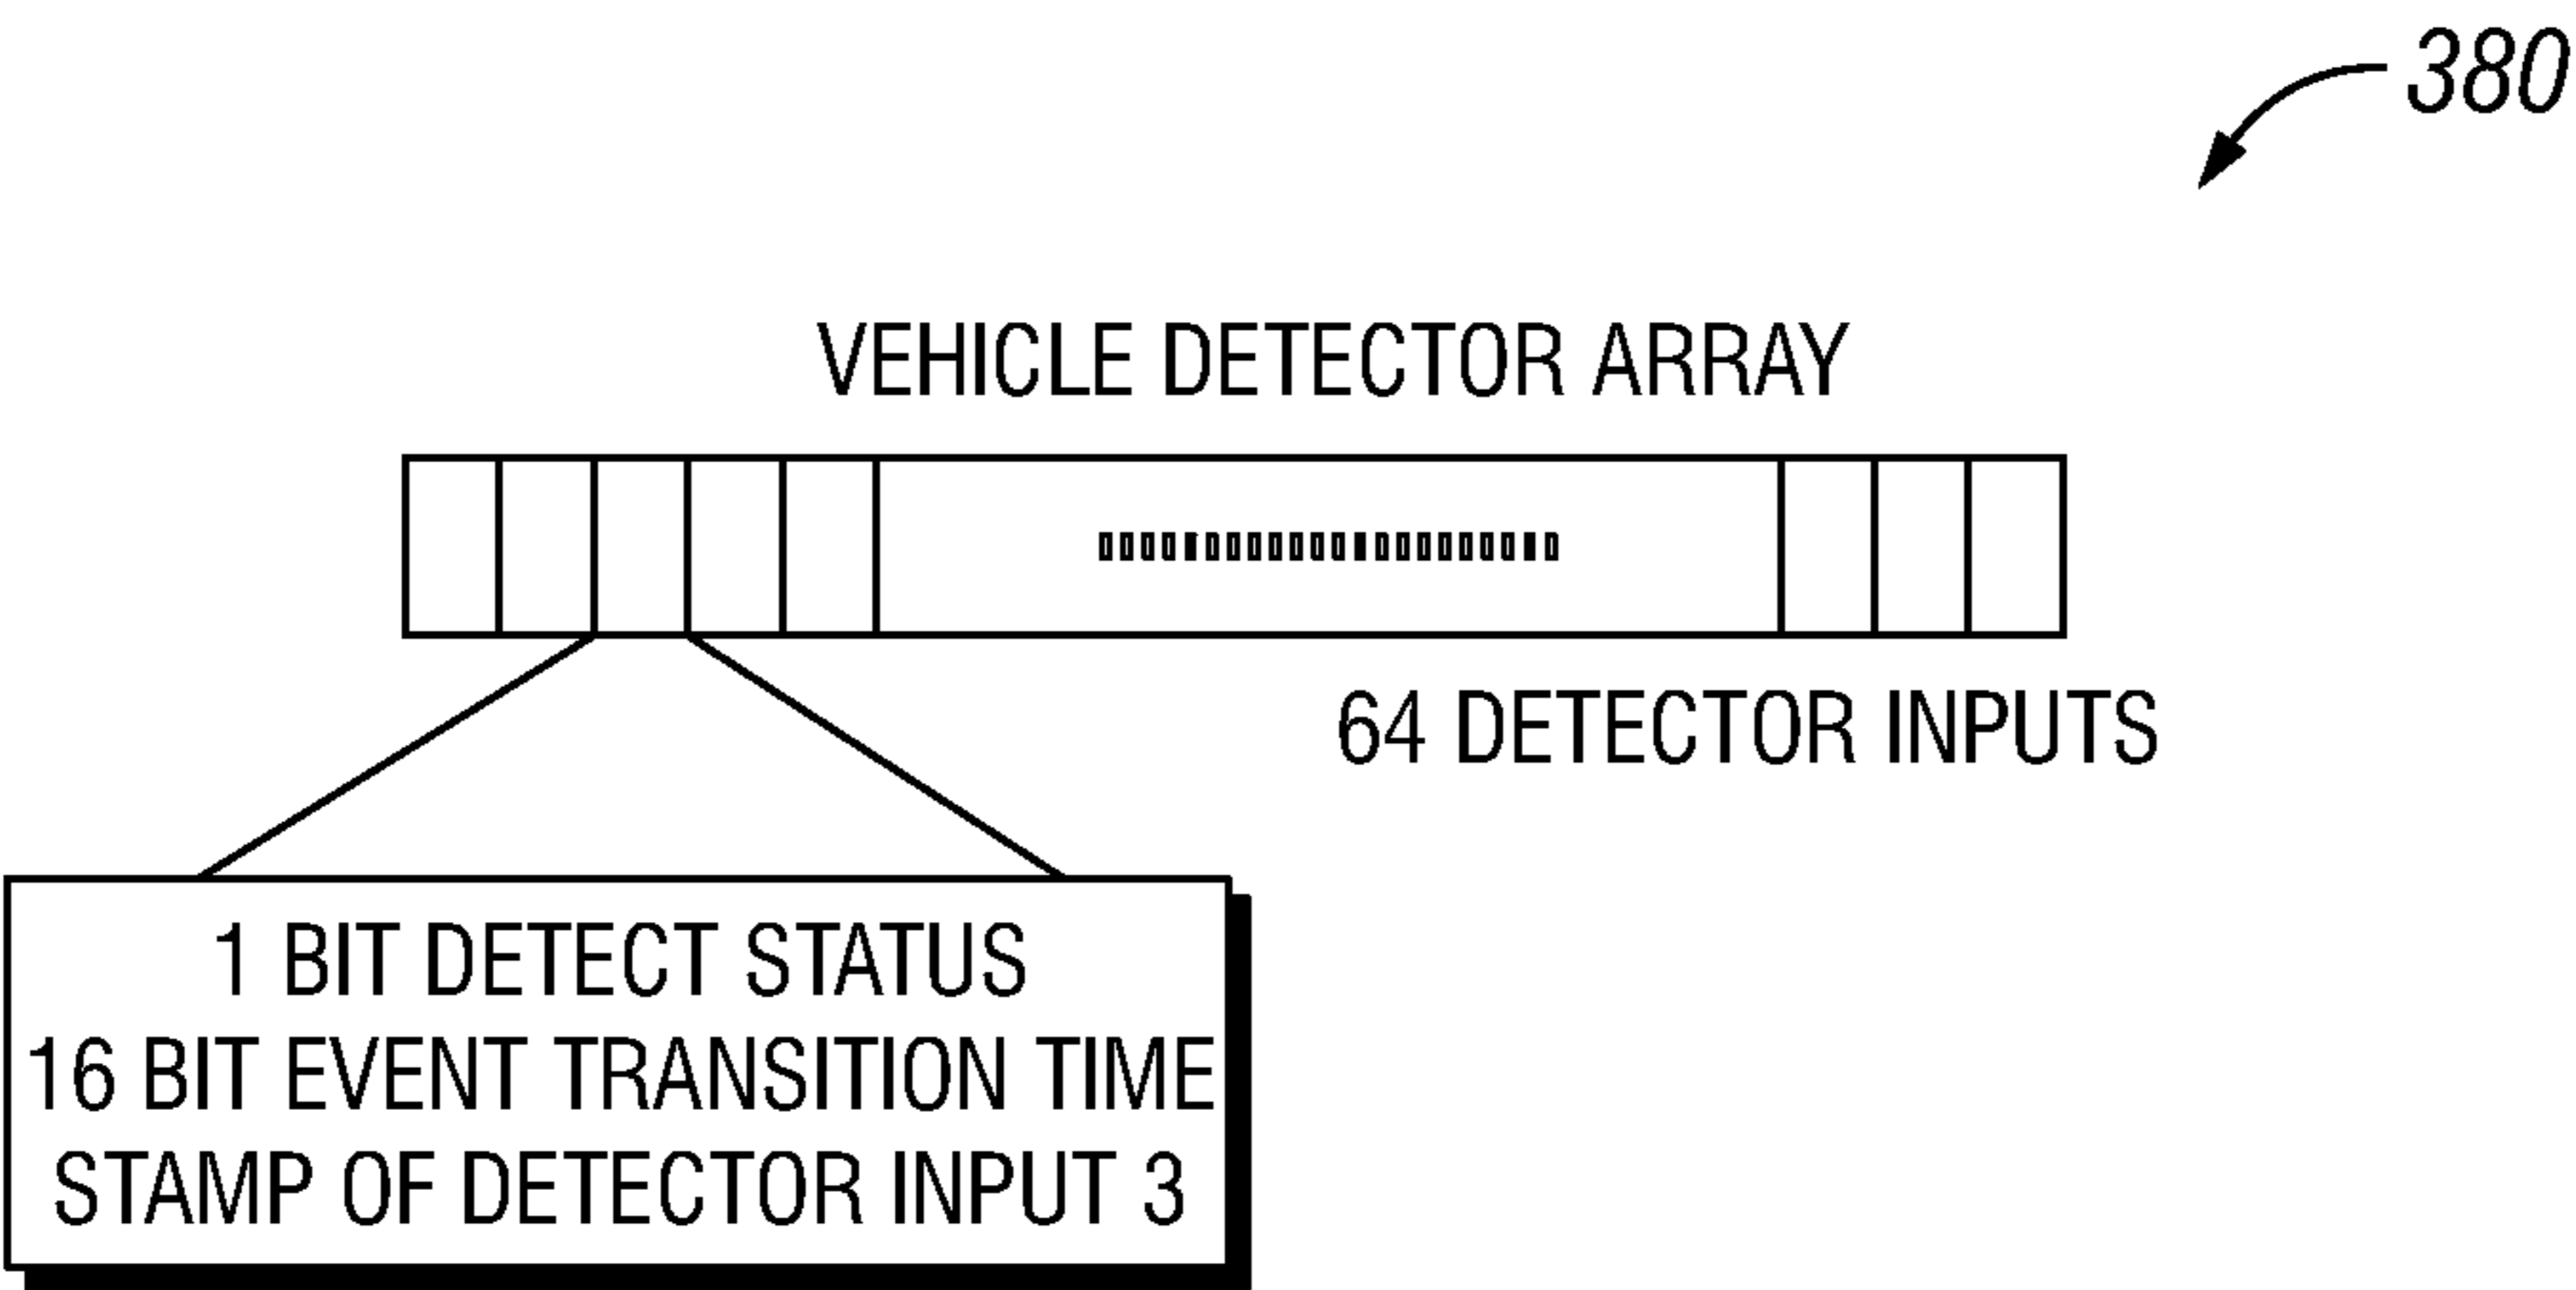 380
VEHICLE DETECTOR ARRAY
64 DETECTOR INPUTS
1 BIT DETECT STATUS
16 BIT EVENT TRANSITION TIME
STAMP OF DETECTOR INPUT 3